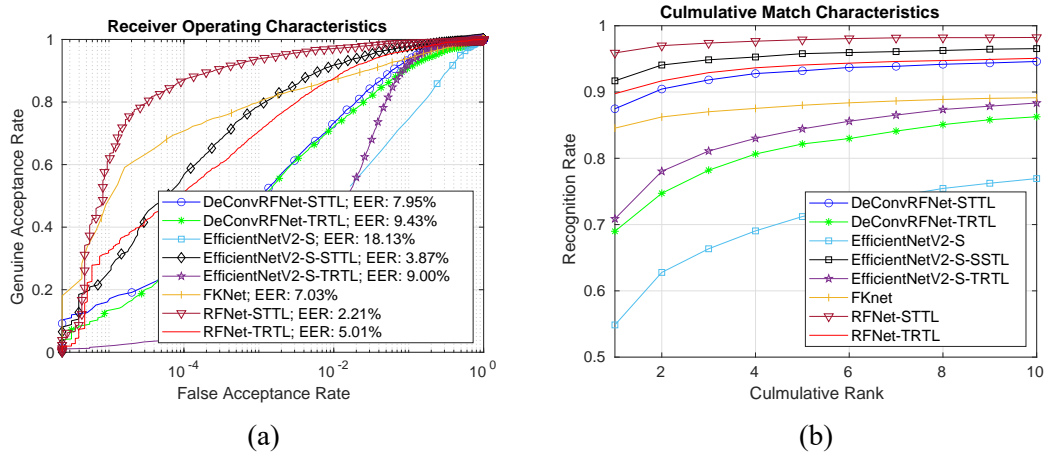 Receiver Operating Characteristics
Genuine Acceptance Rate
1
0.8
0.6
0.4
0.2
0
DeConvRFNet-STTL; EER: 7.95%
DeConvRFNet-TRTL; EER: 9.43%
EfficientNetV2-S; EER: 18.13%
EfficientNetV2-S-STTL; EER: 3.87%
EfficientNetV2-S-TRTL; EER: 9.00%
FKNet; EER: 7.03%
RFNet-STTL; EER: 2.21%
RFNet-TRTL; EER: 5.01%
10⁻⁴ 10⁻² 10⁰
False Acceptance Rate
(a)
Culmulative Match Characteristics
Recognition Rate
1
0.9
0.8
0.7
0.6
0.5
DeConvRFNet-STTL
DeConvRFNet-TRTL
EfficientNetV2-S
EfficientNetV2-S-SSTL
EfficientNetV2-S-TRTL
FKnet
RFNet-STTL
RFNet-TRTL
2 4 6 8 10
Culmulative Rank
(b)